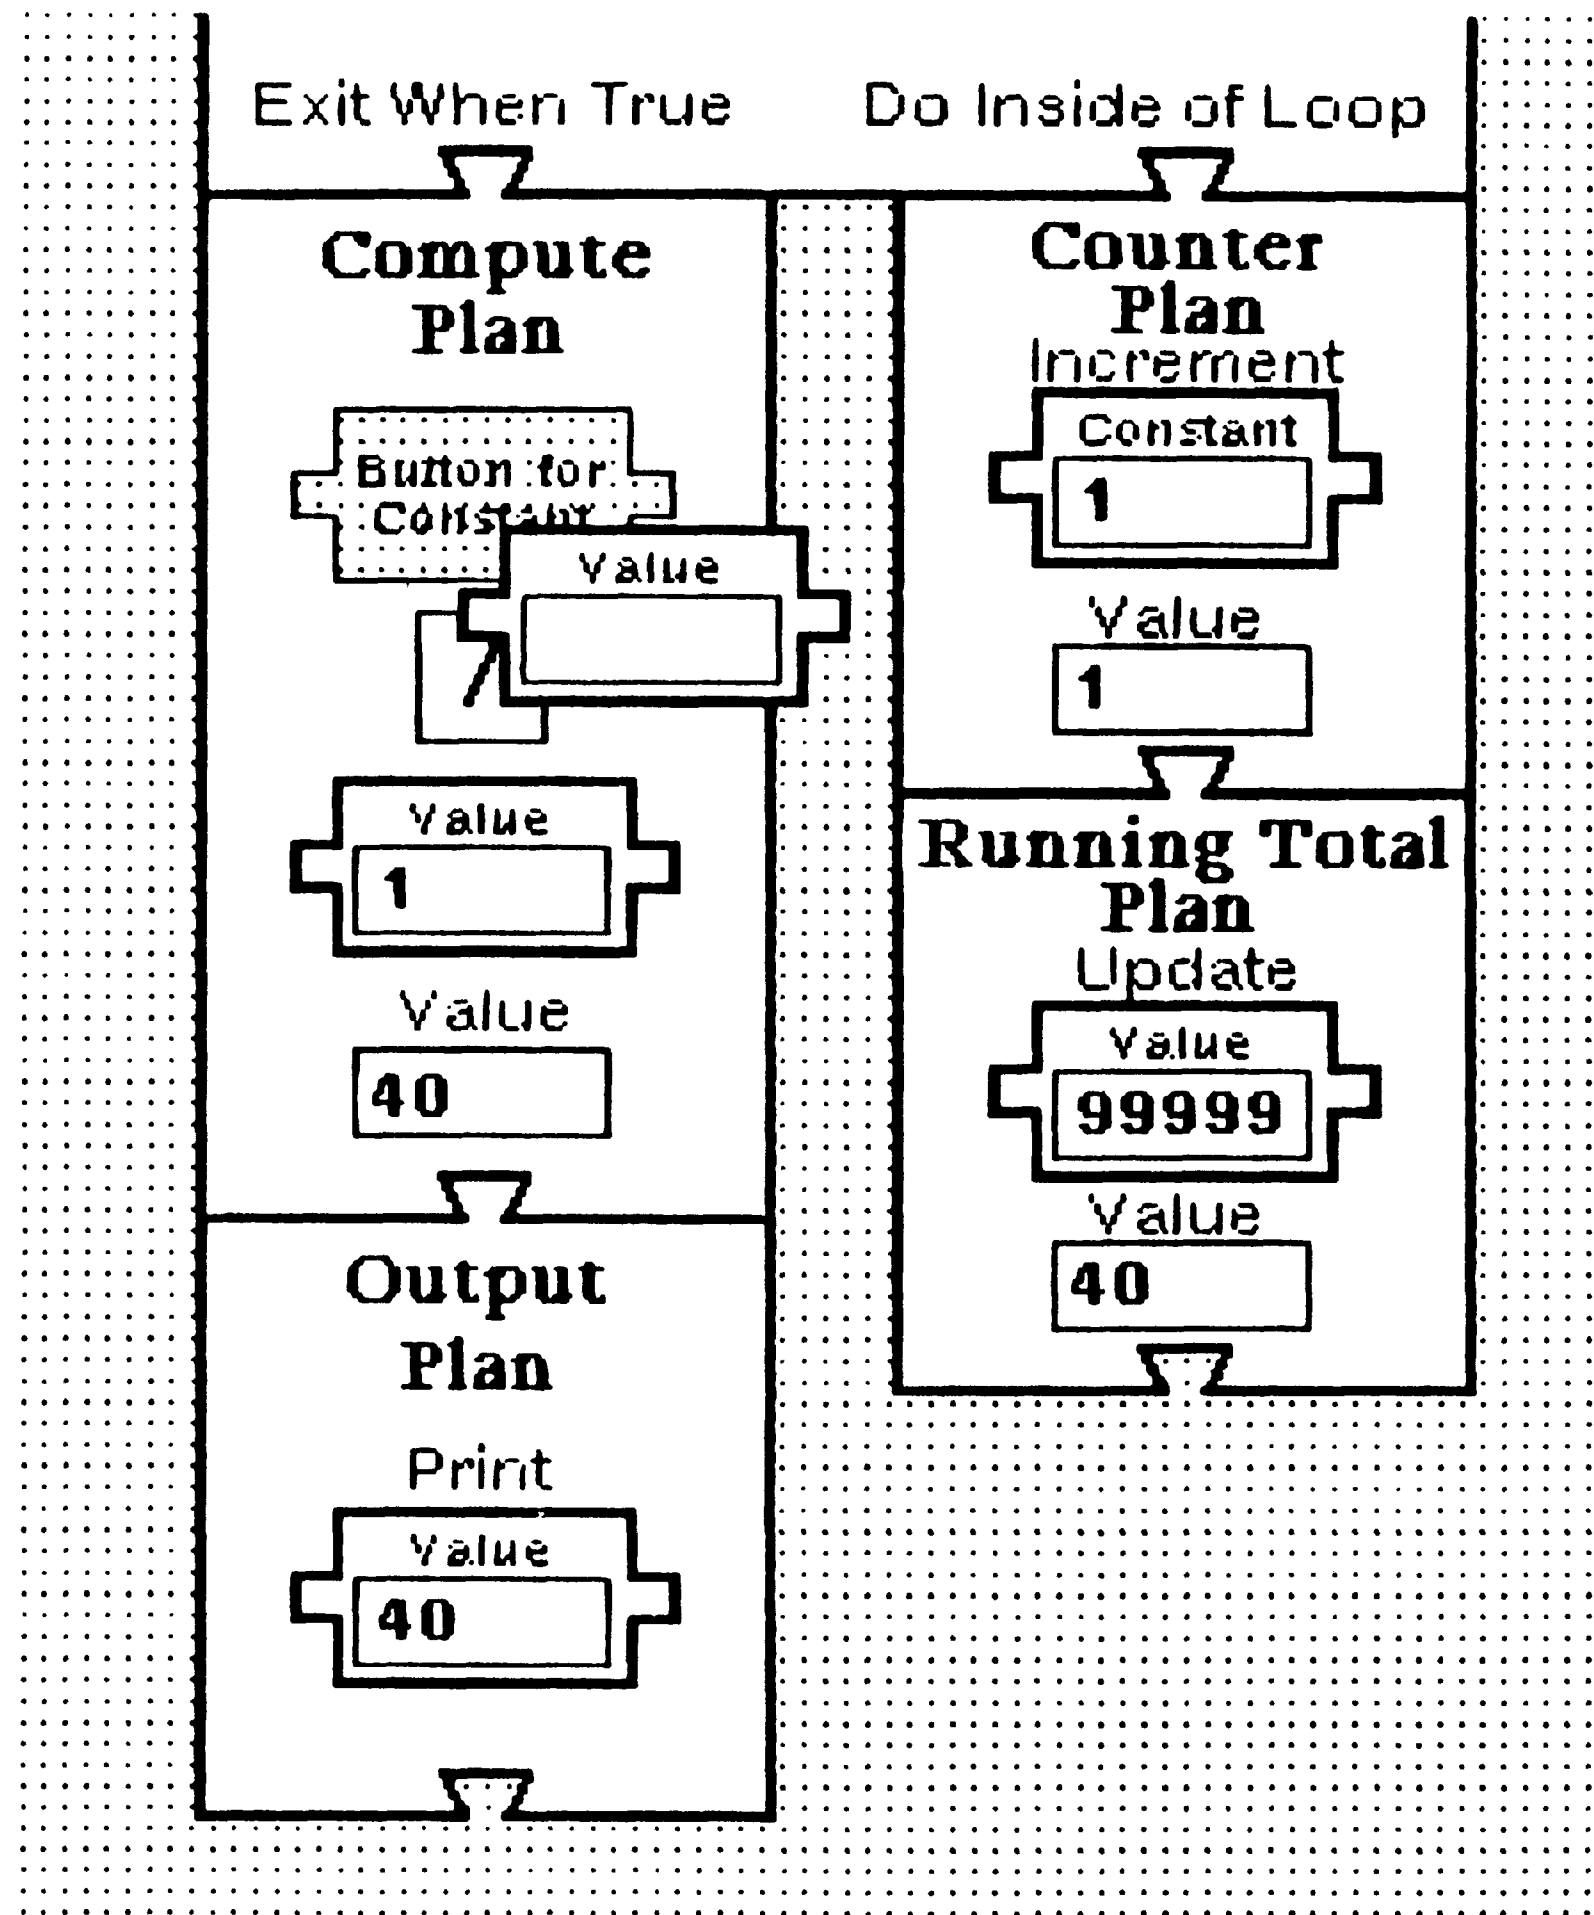 Exit When True
Do Inside of Loop
Compute
Plan
Button for
Constant
Value
/
Value
1
Value
40
Output
Plan
Print
Value
40
Counter
Plan
Increment
Constant
1
Value
1
Running Total
Plan
Update
Value
99999
Value
40